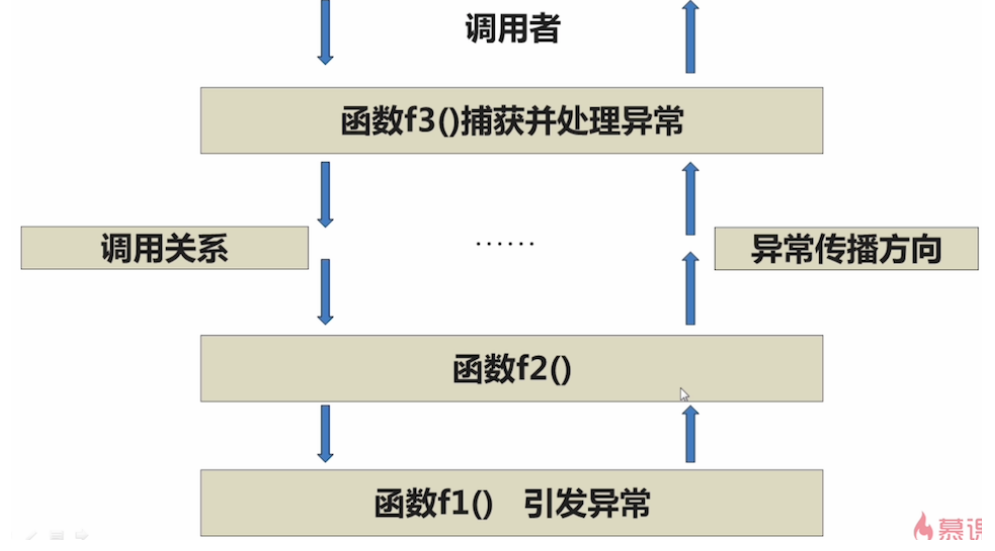 调用者
函数f3()捕获并处理异常
调用关系
......
异常传播方向
函数f2()
函数f1() 引发异常
慕课